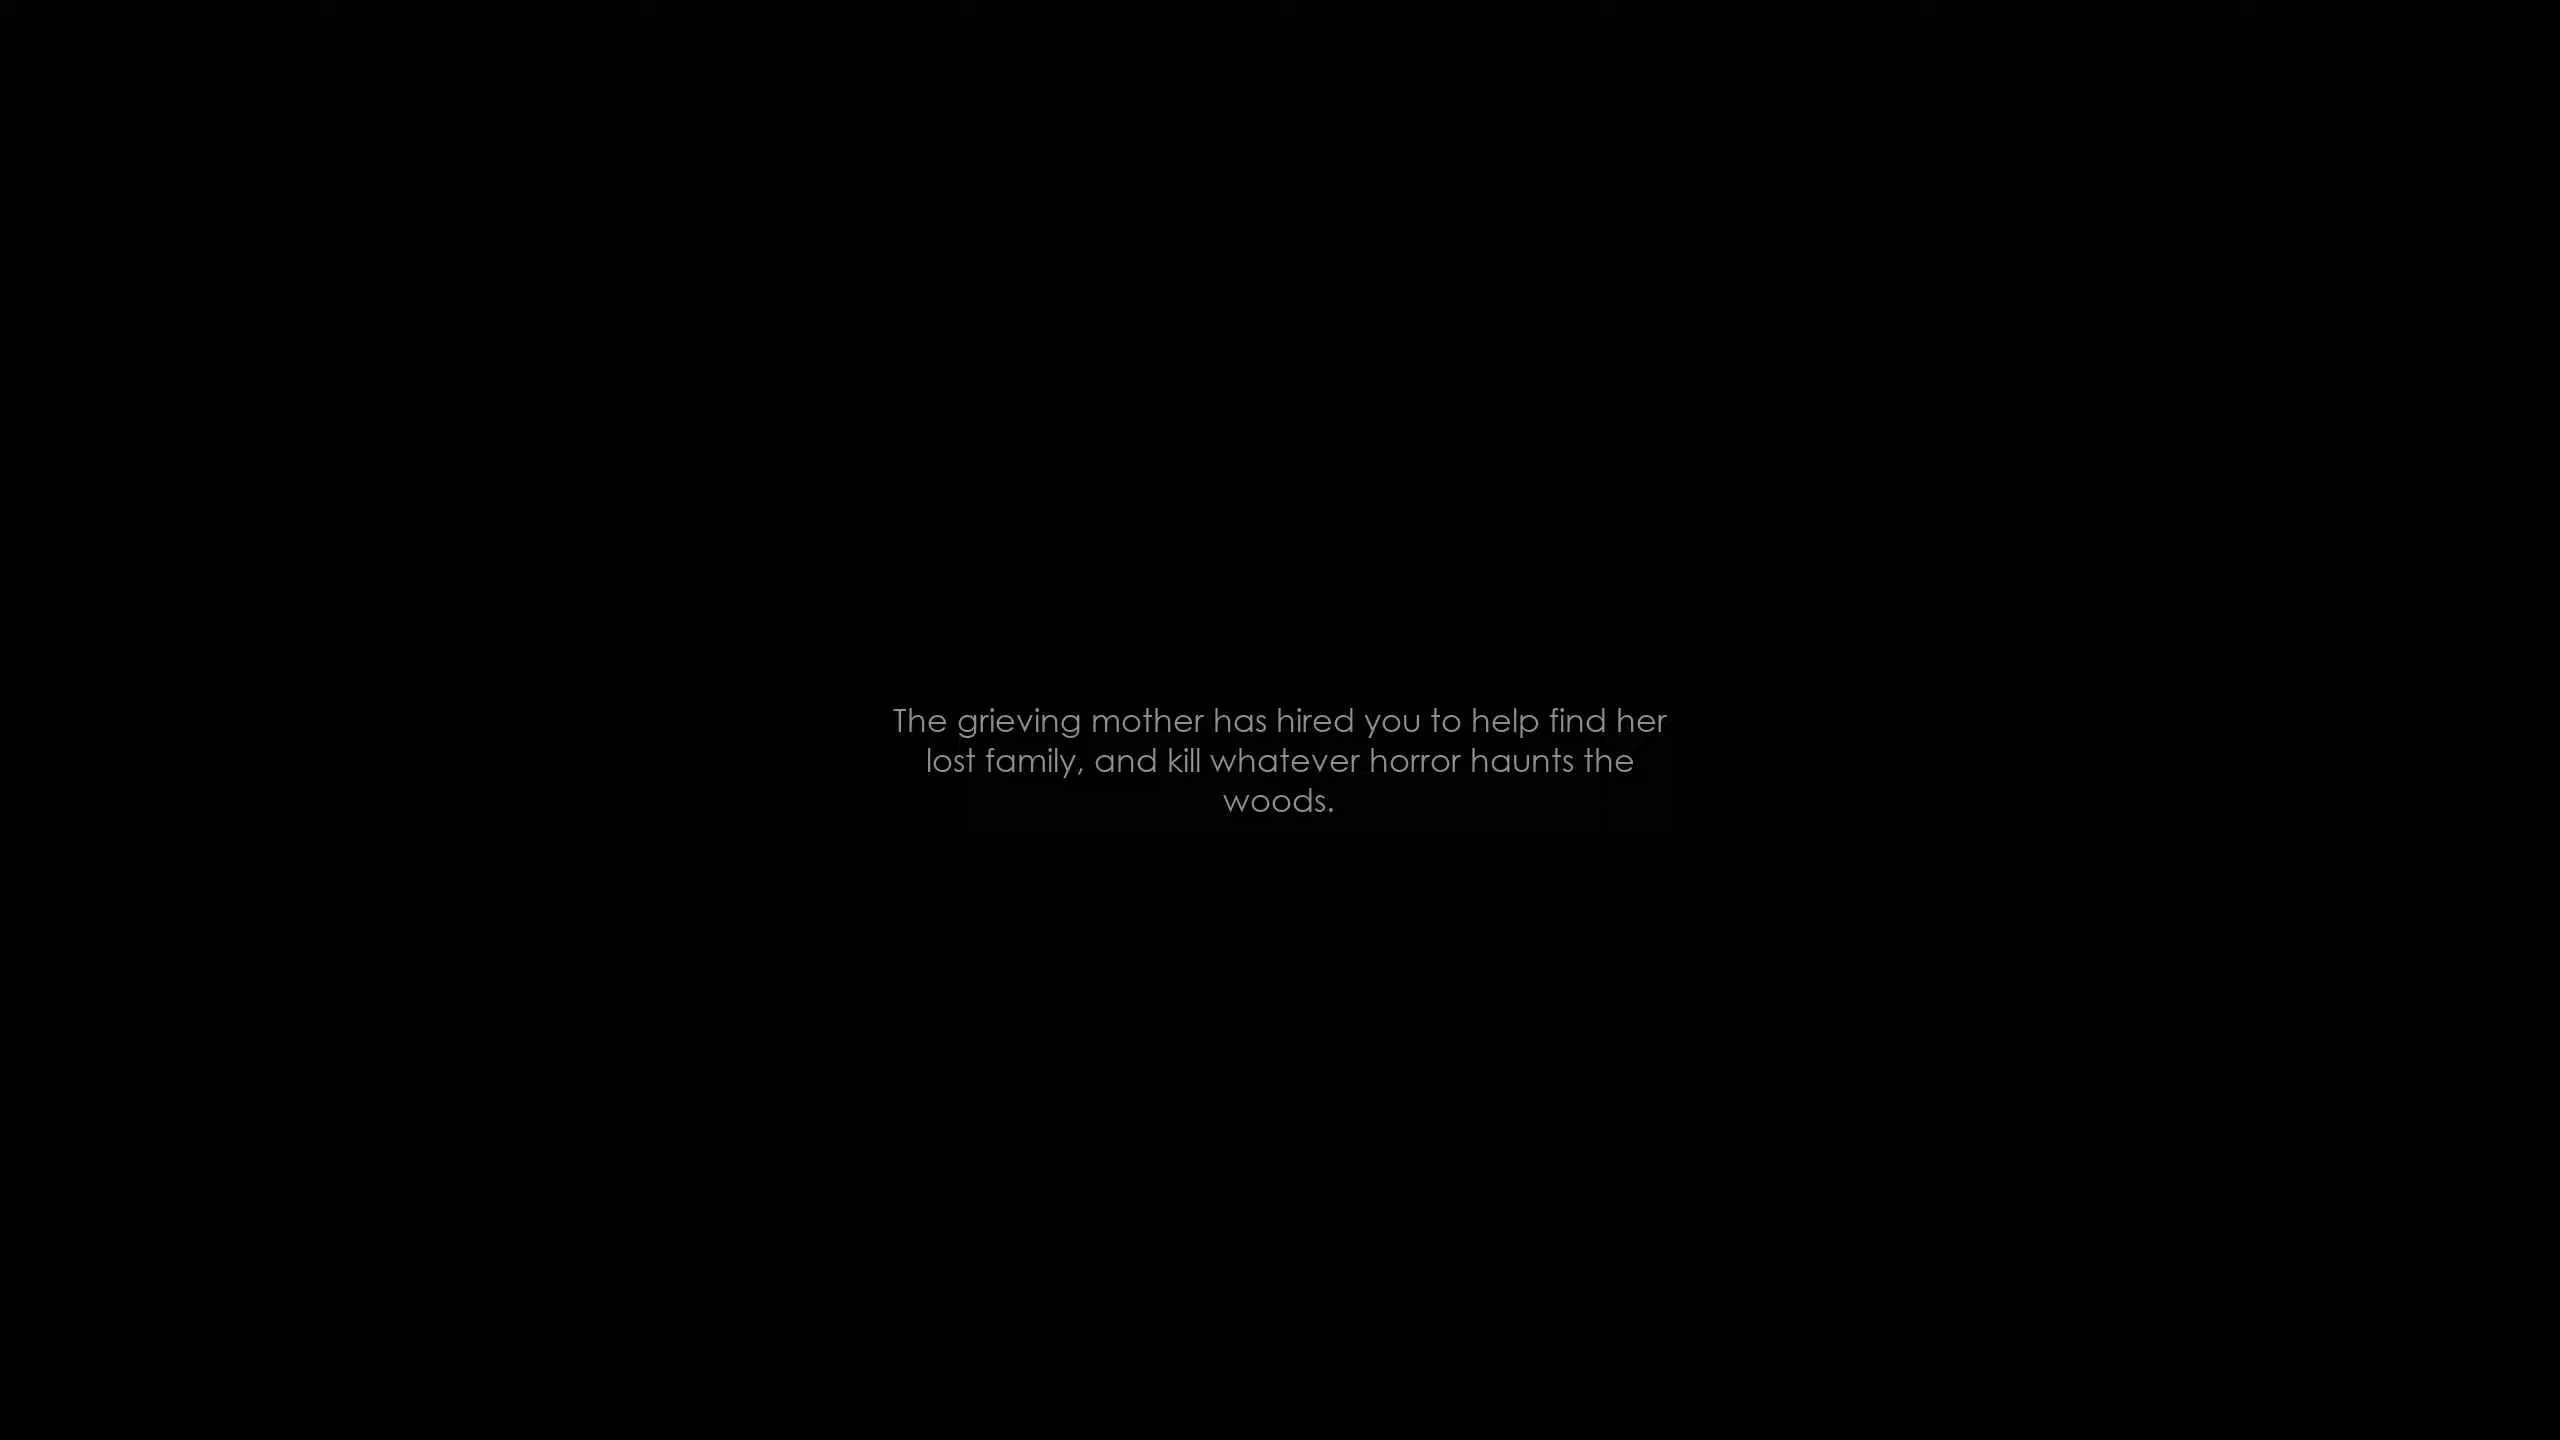 The grieving mother has hired you to help find her
lost family, and kill whatever horror haunts the
woods.